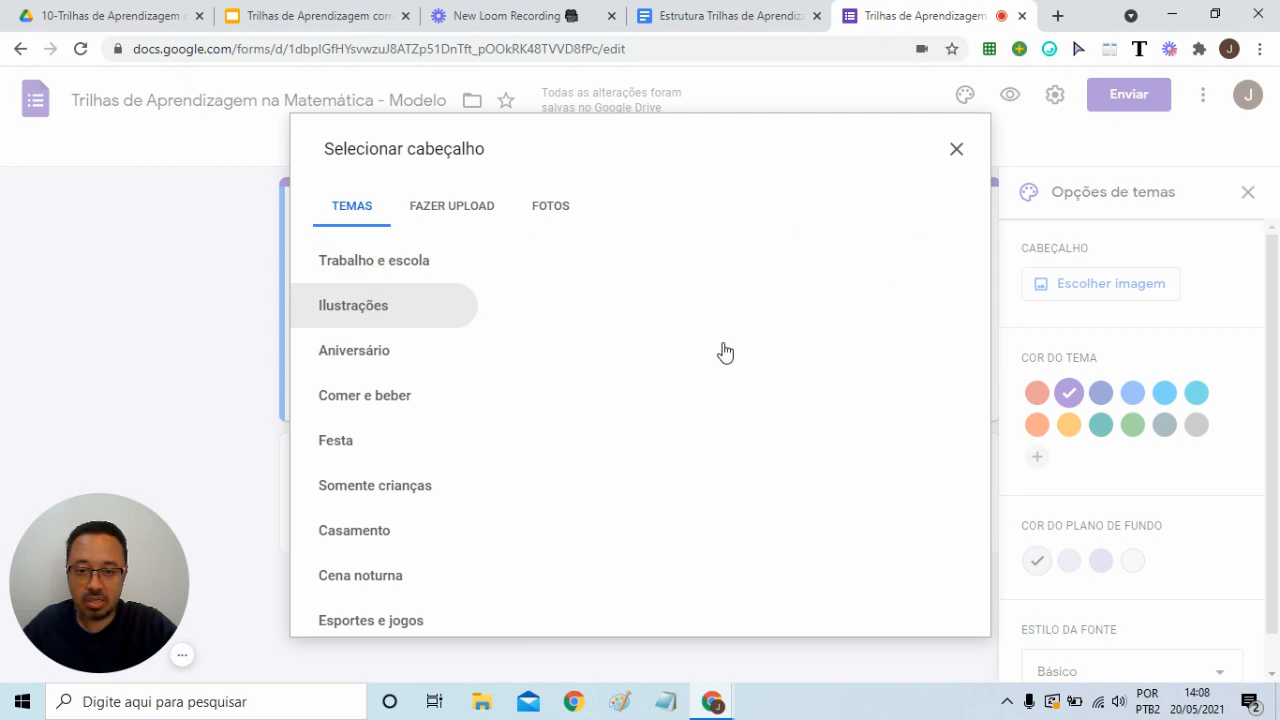 10-Trilhas de Aprendizagem
Trilhas de Matemática con
New Loom Recording
Estrutura Trilhas de Matemática
Trilhas de Aprendizagem
docs.google.com/forms/d/1dbpIGfHYsvwzuJ8ATZp51DnTft_pOOkRK48TVVD8fPc/edit
Trilhas de Aprendizagem na Matemática - Modelo
Todas as alterações foram
salvas no Google Drive
Enviar
J
Selecionar cabeçalho
TEMAS
FAZER UPLOAD
FOTOS
Trabalho e escola
Ilustrações
Aniversário
Comer e beber
Festa
Somente crianças
Casamento
Cena noturna
Esportes e jogos
Opções de temas
CABEÇALHO
Escolher imagem
COR DO TEMA
COR DO PLANO DE FUNDO
ESTILO DA FONTE
Básico
Digite aqui para pesquisar
POR
PTB2
14:08
20/05/2021
2